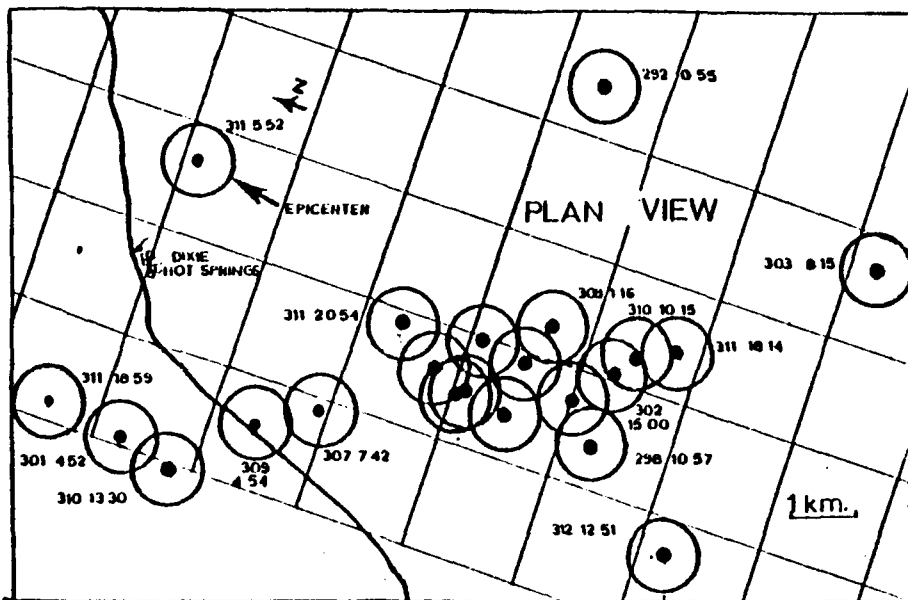 292 10:55
N
311 5:52
EPICENTER
PLAN VIEW
DIXIE
HOT SPRINGS
303 8:15
311 20:54
310 10:15
311 18:14
311 18:59
302
15:00
301 4:52
307 7:42
309
298 10:57
310 13:30
1 km.
312 12:51